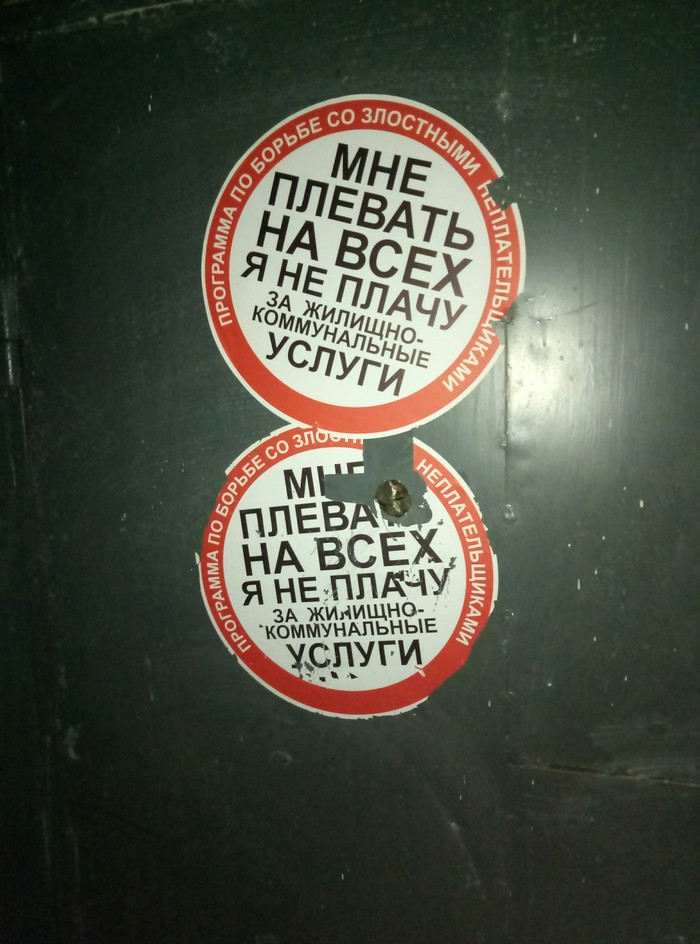 ПРОГРАММА ПО БОРЬБЕ СО ЗЛОСТНЫМИ НЕПЛАТЕЛЬЩИКАМИ
МНЕ
ПЛЕВАТЬ
НА ВСЕХ
Я НЕ ПЛАЧУ
ЗА ЖИЛИЩНО-
КОММУНАЛЬНЫЕ
УСЛУГИ
ПРОГРАММА ПО БОРЬБЕ СО НЕПЛАТЕЛЬЩИКАМИ
НА ВСЕХ
Я НЕ ПЛАЧУ
ЗА ЖИЛИЩНО-
КОММУНАЛЬНЫЕ
УСЛУГИ